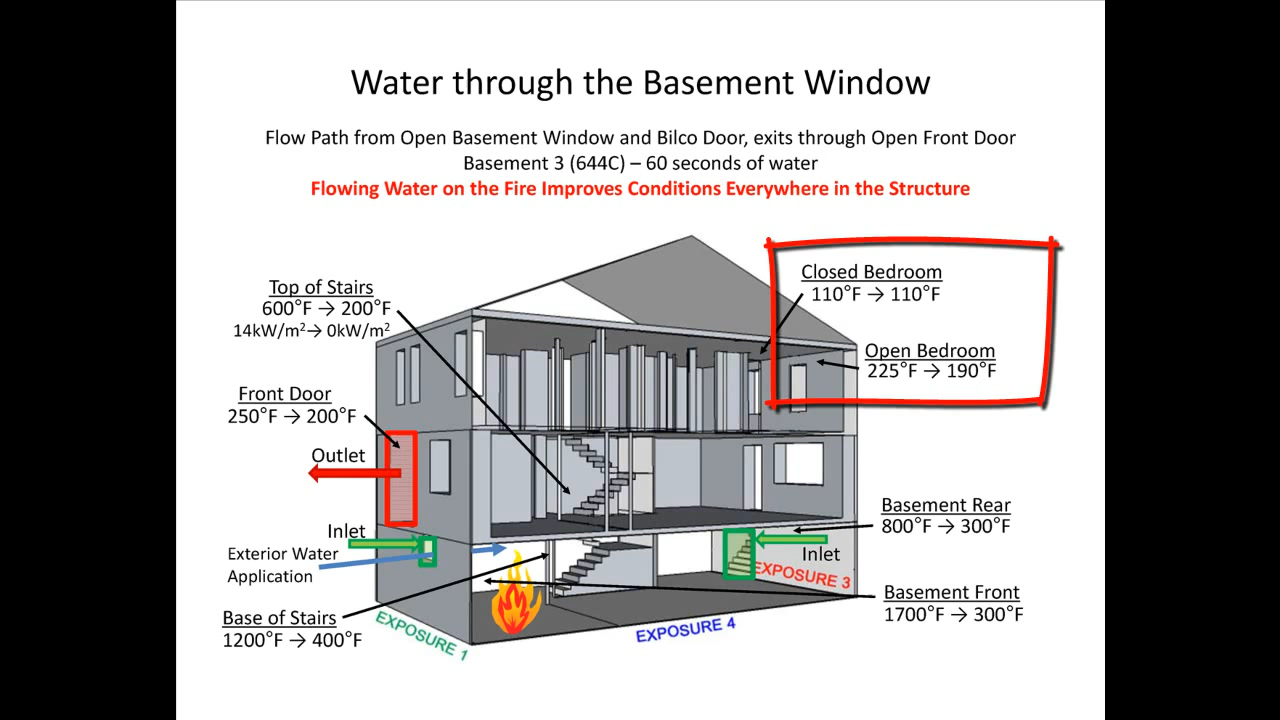 Water through the Basement Window
Flow Path from Open Basement Window and Bilco Door, exits through Open Front Door
Basement 3 (644C) – 60 seconds of water
Flowing Water on the Fire Improves Conditions Everywhere in the Structure
Top of Stairs
600°F → 200°F
14kW/m²→ 0kW/m²
Closed Bedroom
110°F → 110°F
Open Bedroom
225°F → 190°F
Front Door
250°F → 200°F
Outlet
Inlet
Exterior Water
Application
Base of Stairs
1200°F → 400°F
Basement Rear
800°F → 300°F
Inlet
EXPOSURE 3
Basement Front
1700°F → 300°F
EXPOSURE 1
EXPOSURE 4